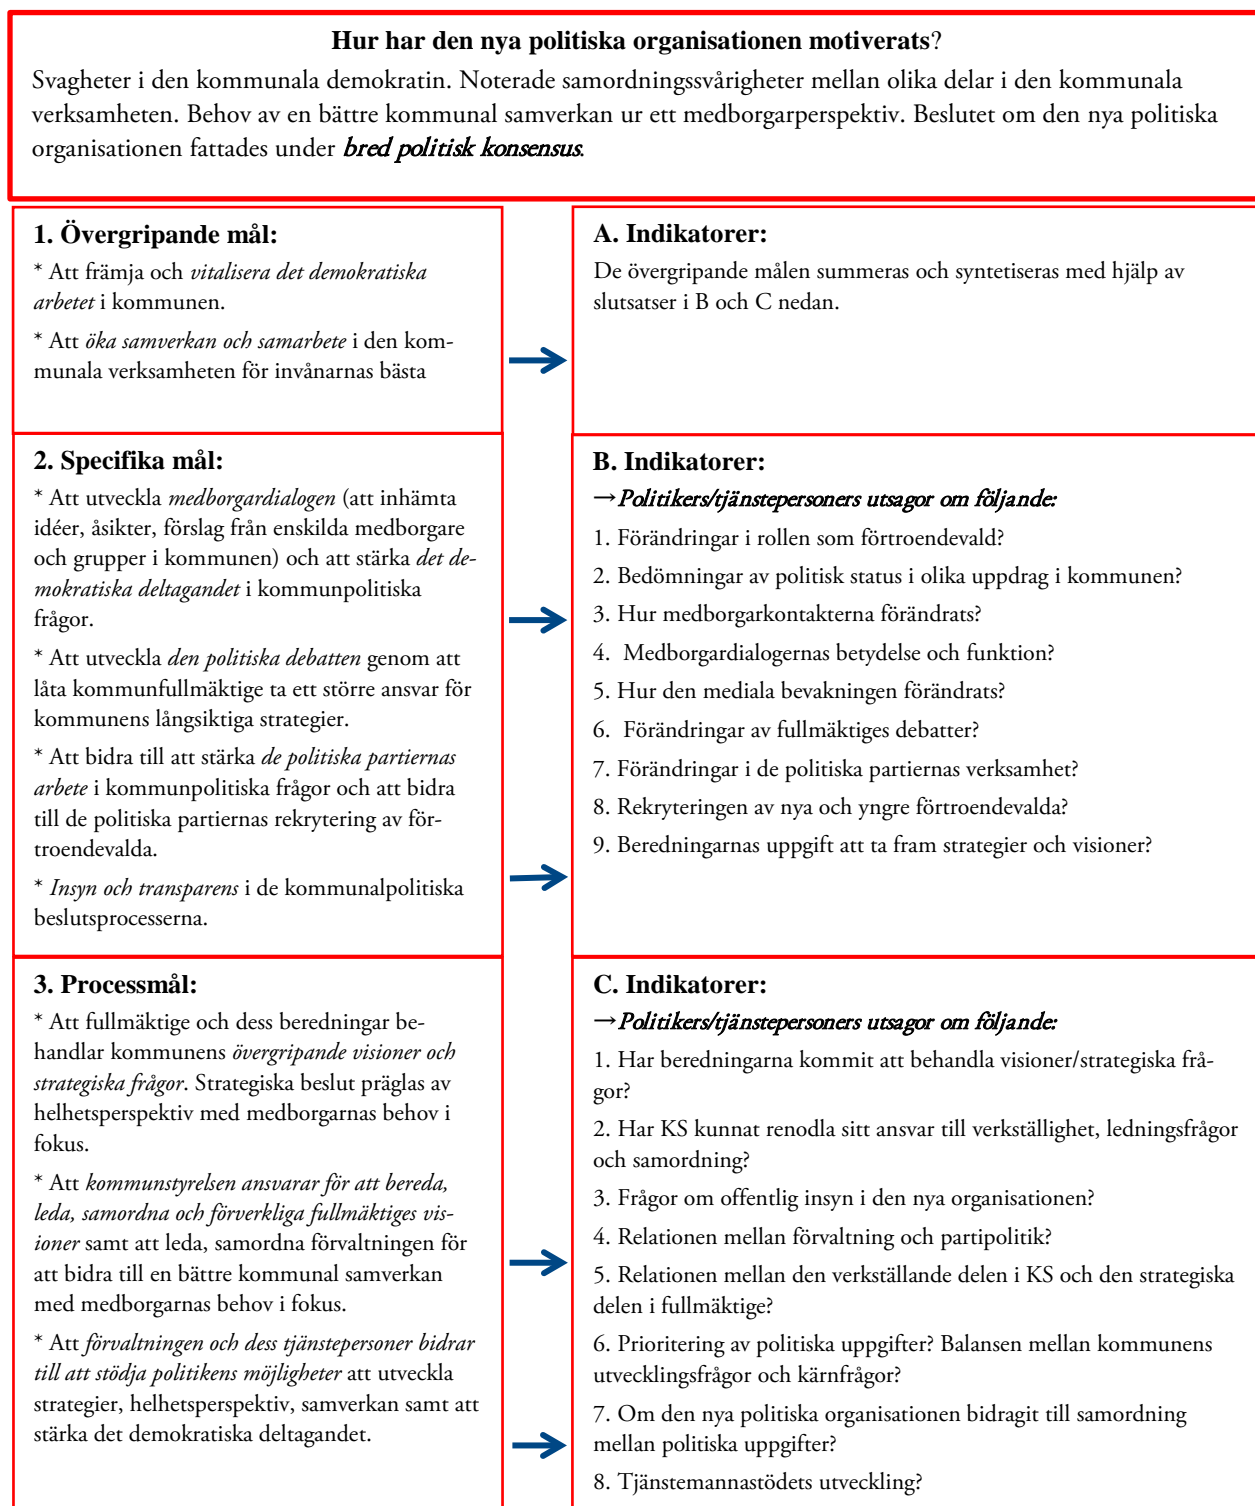 Hur har den nya politiska organisationen motiverats?
Svagheter i den kommunala demokratin. Noterade samordningssvårigheter mellan olika delar i den kommunala
verksamheten. Behov av en bättre kommunal samverkan ur ett medborgarperspektiv. Beslutet om den nya politiska
organisationen fattades under bred politisk konsensus.
1. Övergripande mål:
* Att främja och vitalisera det demokratiska
arbetet i kommunen.
* Att öka samverkan och samarbete i den kom-
munala verksamheten för invånarnas bästa
A. Indikatorer:
De övergripande målen summeras och syntetiseras med hjälp av
slutsatser i B och C nedan.
2. Specifika mål:
* Att utveckla medborgardialogen (att inhämta
idéer, åsikter, förslag från enskilda medborgare
och grupper i kommunen) och att stärka det de-
mokratiska deltagandet i kommunpolitiska
frågor.
* Att utveckla den politiska debatten genom att
låta kommunfullmäktige ta ett större ansvar för
kommunens långsiktiga strategier.
* Att bidra till att stärka de politiska partiernas
arbete i kommunpolitiska frågor och att bidra
till de politiska partiernas rekrytering av för-
troendevalda.
* Insyn och transparens i de kommunalpolitiska
beslutsprocesserna.
B. Indikatorer:
→Politikers/tjänstepersoners utsagor om följande:
1. Förändringar i rollen som förtroendevald?
2. Bedömningar av politisk status i olika uppdrag i kommunen?
3. Hur medborgarkontakterna förändrats?
4. Medborgardialogernas betydelse och funktion?
5. Hur den mediala bevakningen förändrats?
6. Förändringar av fullmäktiges debatter?
7. Förändringar i de politiska partiernas verksamhet?
8. Rekryteringen av nya och yngre förtroendevalda?
9. Beredningarnas uppgift att ta fram strategier och visioner?
3. Processmål:
* Att fullmäktige och dess beredningar be-
handlar kommunens övergripande visioner och
strategiska frågor. Strategiska beslut präglas av
helhetsperspektiv med medborgarnas behov i
fokus.
* Att kommunstyrelsen ansvarar för att bereda,
leda, samordna och förverkliga fullmäktiges vis-
ioner samt att leda, samordna förvaltningen för
att bidra till en bättre kommunal samverkan
med medborgarnas behov i fokus.
* Att förvaltningen och dess tjänstepersoner bidrar
till att stödja politikens möjligheter att utveckla
strategier, helhetsperspektiv, samverkan samt att
stärka det demokratiska deltagandet.
C. Indikatorer:
→Politikers/tjänstepersoners utsagor om följande:
1. Har beredningarna kommit att behandla visioner/strategiska frå-
gor?
2. Har KS kunnat renodla sitt ansvar till verkställighet, ledningsfrågor
och samordning?
3. Frågor om offentlig insyn i den nya organisationen?
4. Relationen mellan förvaltning och partipolitik?
5. Relationen mellan den verkställande delen i KS och den strategiska
delen i fullmäktige?
6. Prioritering av politiska uppgifter? Balansen mellan kommunens
utvecklingsfrågor och kärnfrågor?
7. Om den nya politiska organisationen bidragit till samordning
mellan politiska uppgifter?
8. Tjänstemannastödets utveckling?